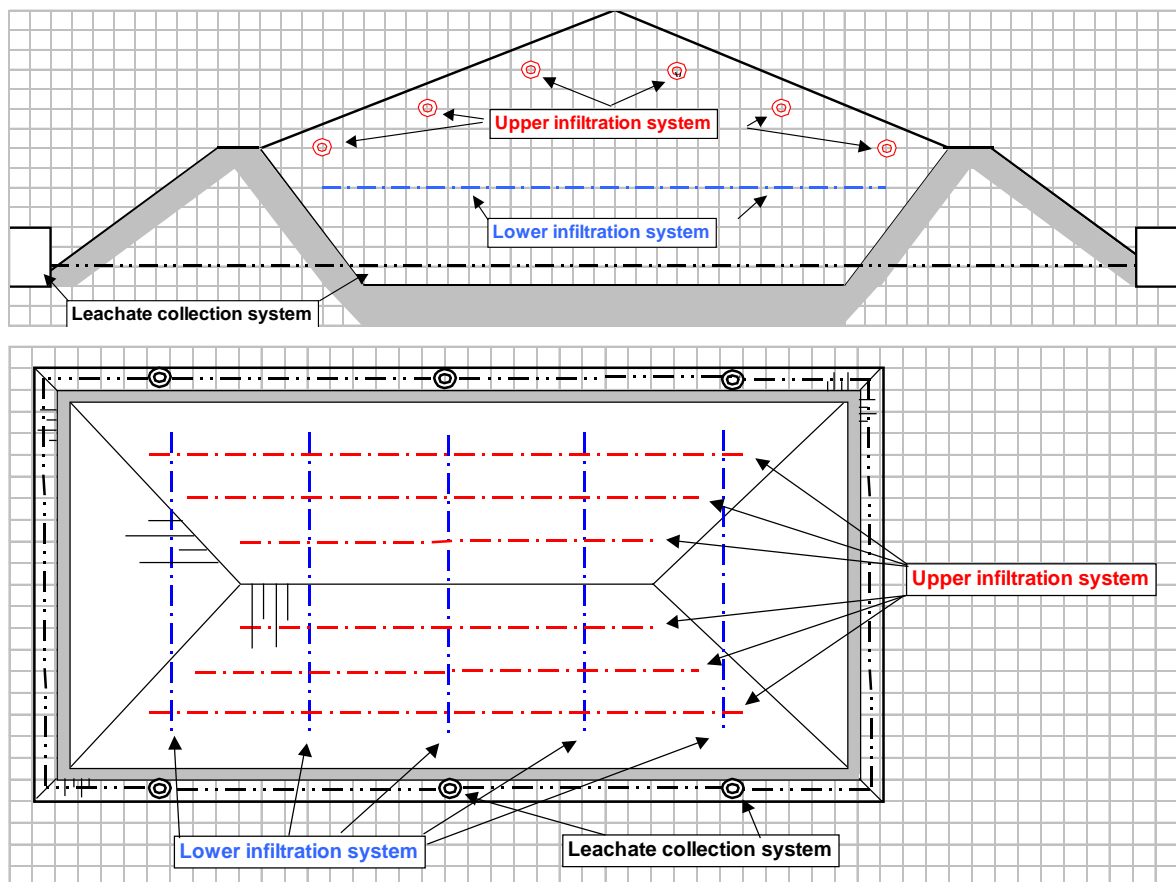 Upper infiltration system
Lower infiltration system
Leachate collection system
Upper infiltration system
Lower infiltration system
Leachate collection system